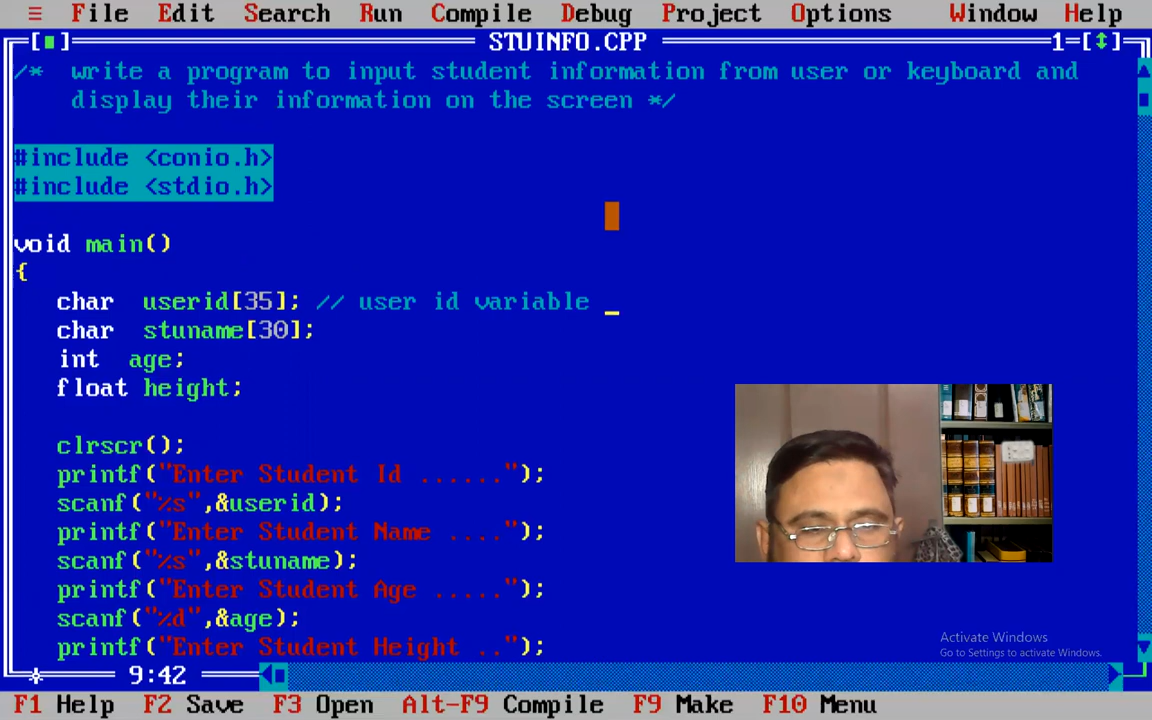 ≡ File Edit Search Run Compile Debug Project Options Window Help
[■] STUINFO.CPP 1=[↕]
/* write a program to input student information from user or keyboard and
display their information on the screen */
#include <conio.h>
#include <stdio.h>
void main()
{
char userid[35]; // user id variable _
char stuname[30];
int age;
float height;
clrscr();
printf("Enter Student Id ......");
scanf("%s",&userid);
printf("Enter Student Name ....");
scanf("%s",&stuname);
printf("Enter Student Age .....");
scanf("%d",&age);
printf("Enter Student Height ..");
Activate Windows
Go to Settings to activate Windows.
9:42
F1 Help F2 Save F3 Open Alt-F9 Compile F9 Make F10 Menu